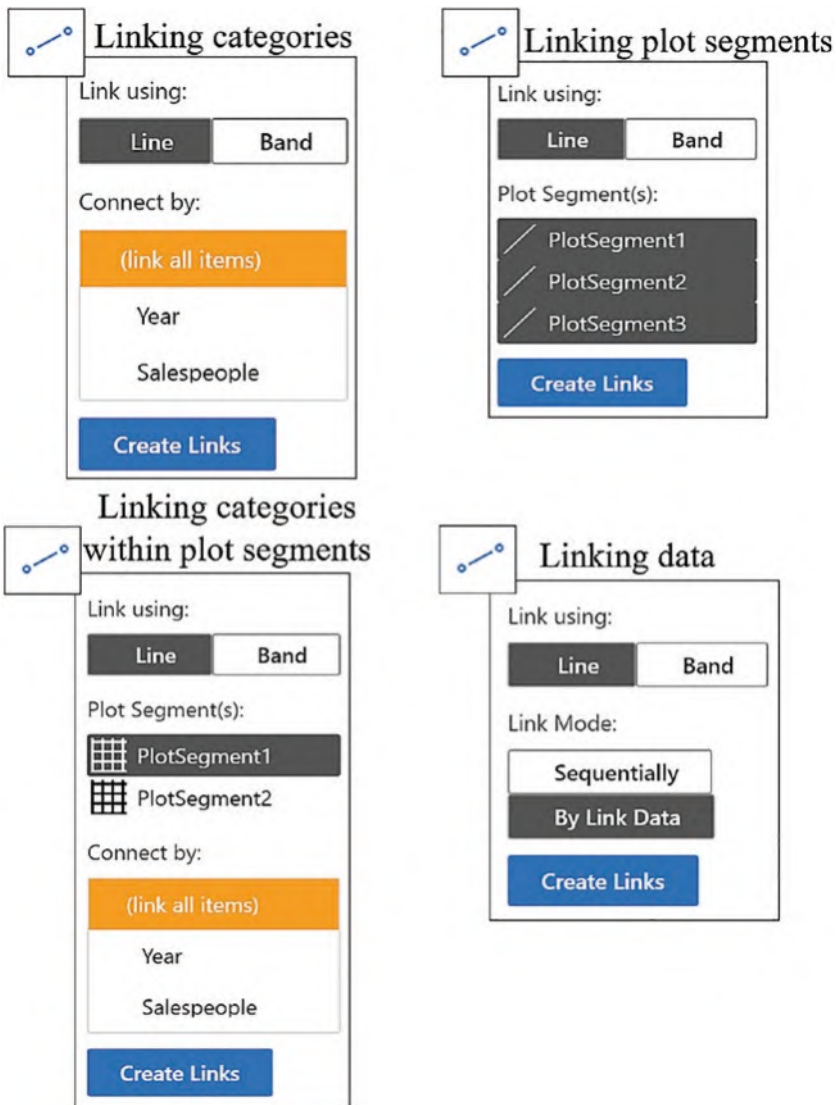 Linking categories
Link using:
Line Band
Connect by:
(link all items)
Year
Salespeople
Create Links
Linking plot segments
Link using:
Line Band
Plot Segment(s):
PlotSegment1
PlotSegment2
PlotSegment3
Create Links
Linking categories
within plot segments
Link using:
Line Band
Plot Segment(s):
PlotSegment1
PlotSegment2
Connect by:
(link all items)
Year
Salespeople
Create Links
Linking data
Link using:
Line Band
Link Mode:
Sequentially
By Link Data
Create Links